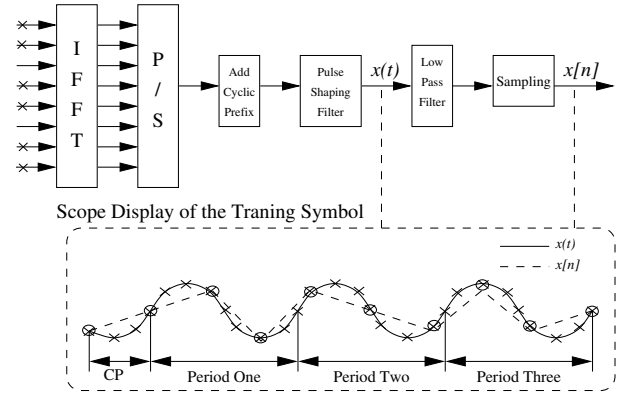 I
F
F
T
P
/
S
Add
Cyclic
Prefix
Pulse
Shaping
Filter
x(t)
Low
Pass
Filter
Sampling
x[n]
Scope Display of the Traning Symbol
x(t)
x[n]
CP
Period One
Period Two
Period Three